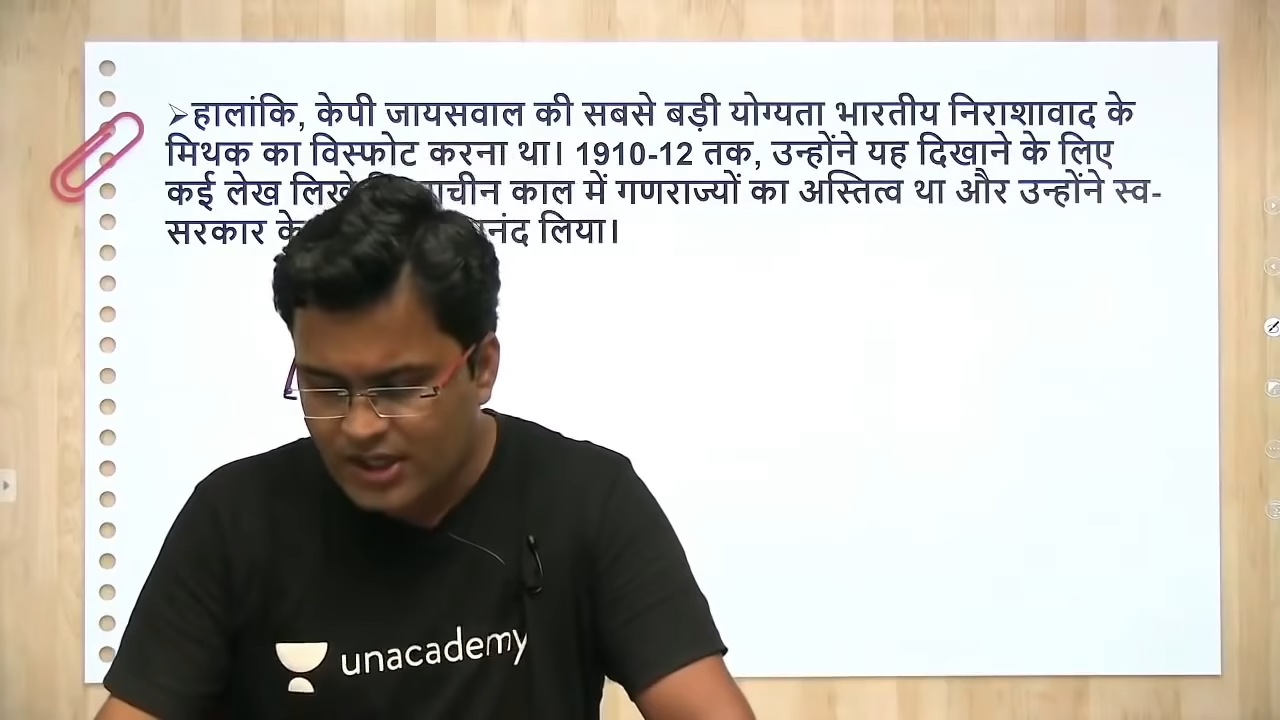 ➢हालांकि, केपी जायसवाल की सबसे बड़ी योग्यता भारतीय निराशावाद के
मिथक का विस्फोट करना था। 1910-12 तक, उन्होंने यह दिखाने के लिए
कई लेख लिखे काल में गणराज्यों का अस्तित्व था और उन्होंने स्व-
सरकार लिया।
unacademy